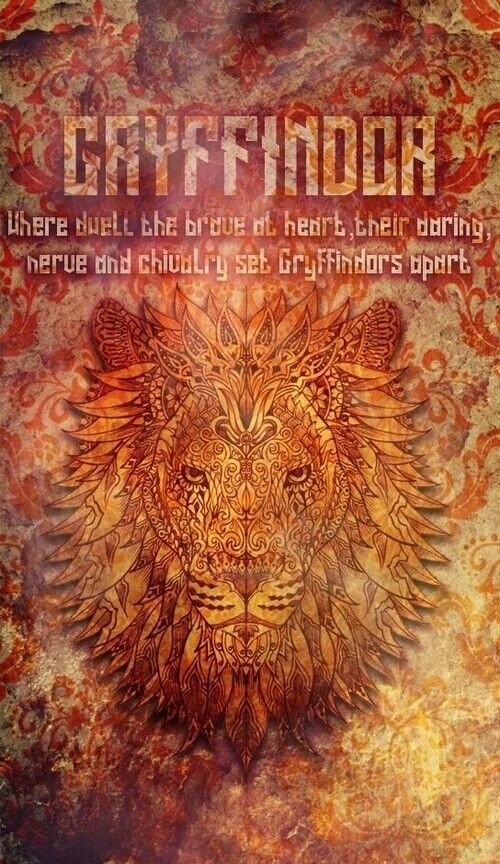 GRYFFINDOR
Where dwell the brave at heart,their daring,
nerve and chivalry set Gryffindors apart